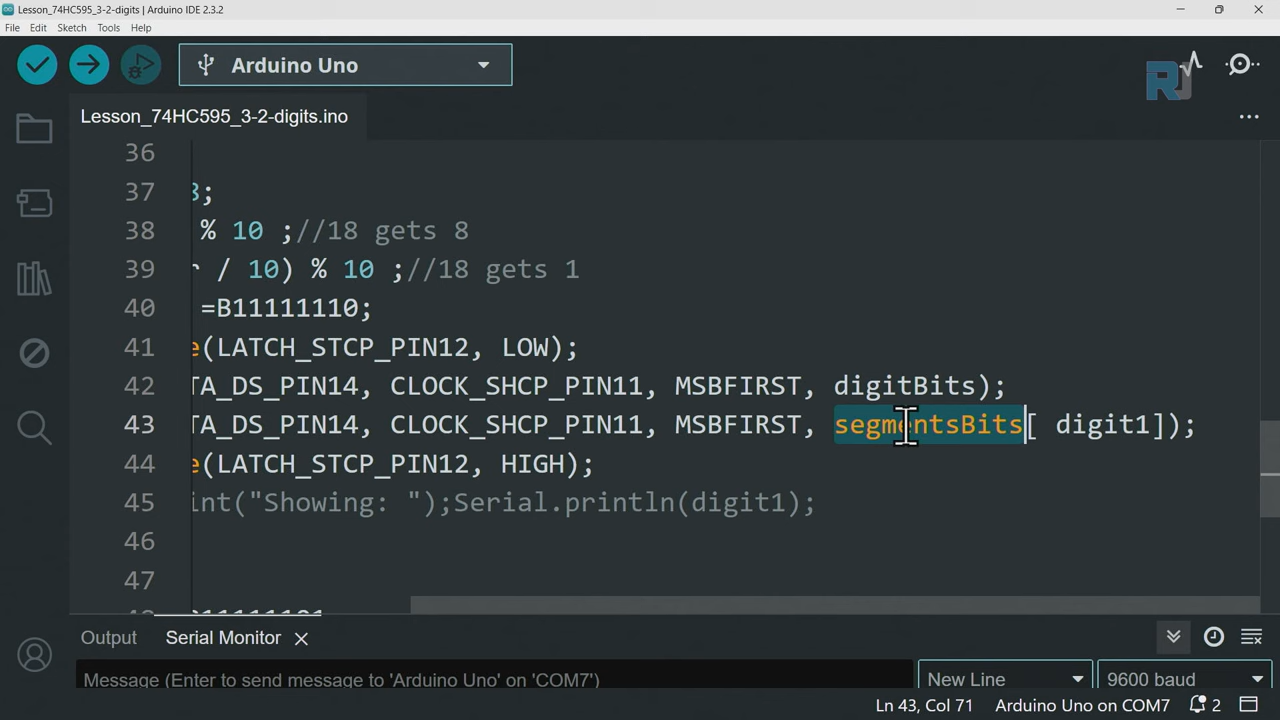 Lesson_74HC595_3-2-digits | Arduino IDE 2.3.2
File Edit Sketch Tools Help
Arduino Uno
RJ
Lesson_74HC595_3-2-digits.ino
36
37 8;
38 % 10 ;//18 gets 8
39 r / 10) % 10 ;//18 gets 1
40 =B11111110;
41 e(LATCH_STCP_PIN12, LOW);
42 TA_DS_PIN14, CLOCK_SHCP_PIN11, MSBFIRST, digitBits);
43 TA_DS_PIN14, CLOCK_SHCP_PIN11, MSBFIRST, segmentsBits[ digit1]);
44 e(LATCH_STCP_PIN12, HIGH);
45 int("Showing: ");Serial.println(digit1);
46
47
Output Serial Monitor
Message (Enter to send message to 'Arduino Uno' on 'COM7') New Line 9600 baud
Ln 43, Col 71 Arduino Uno on COM7 2